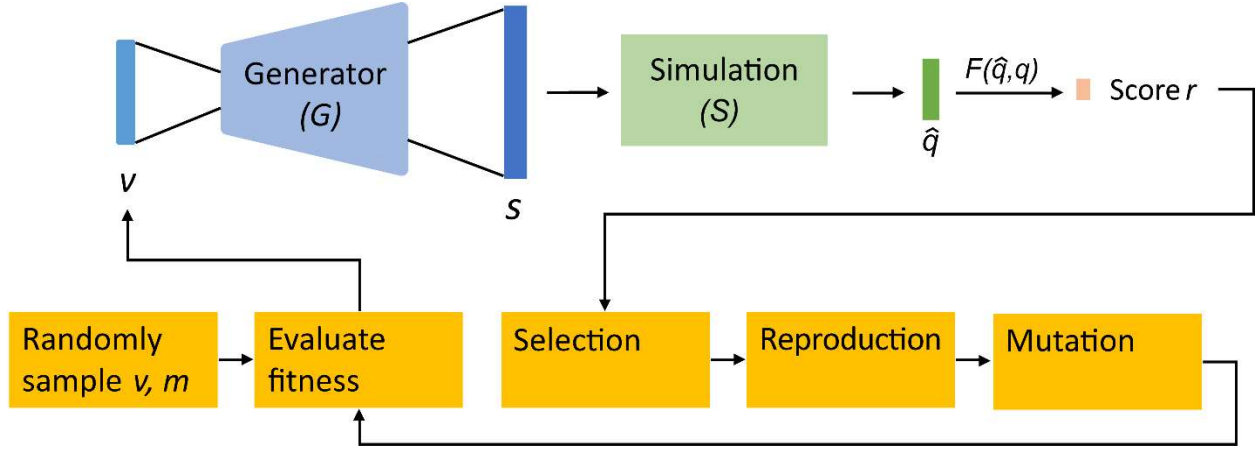 Generator
(G)
Simulation
(S)
F(q̂,q)
Score r
q̂
v
s
Randomly
sample v, m
Evaluate
fitness
Selection
Reproduction
Mutation